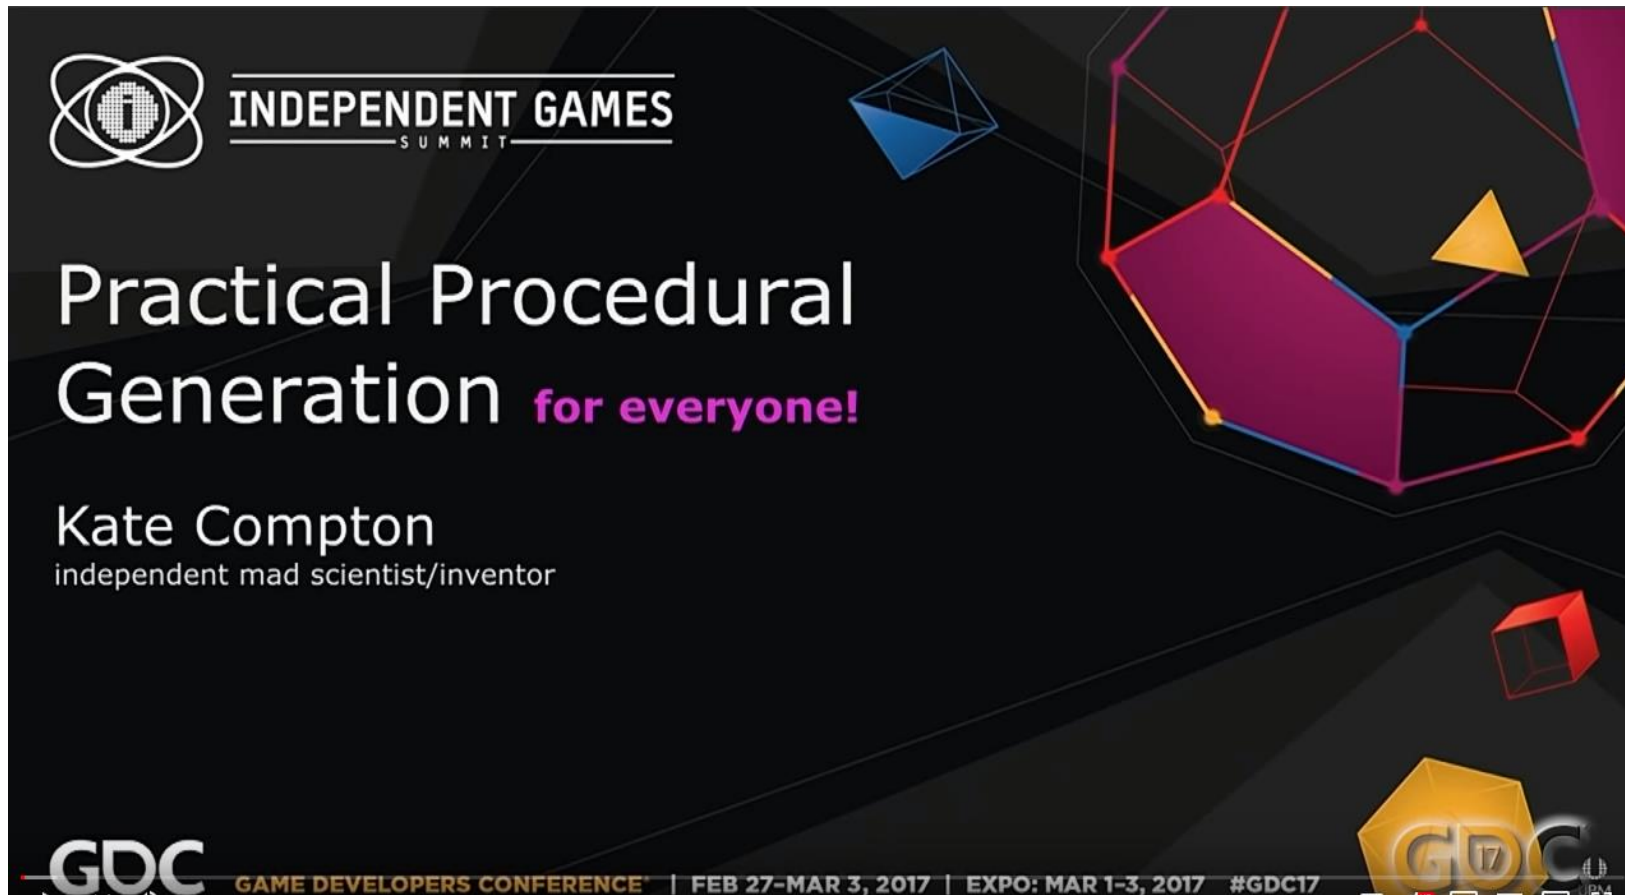 i
INDEPENDENT GAMES
SUMMIT
Practical Procedural
Generation for everyone!
Kate Compton
independent mad scientist/inventor
GDC
GAME DEVELOPERS CONFERENCE | FEB 27-MAR 3, 2017 | EXPO: MAR 1-3, 2017 #GDC17
GDC
17